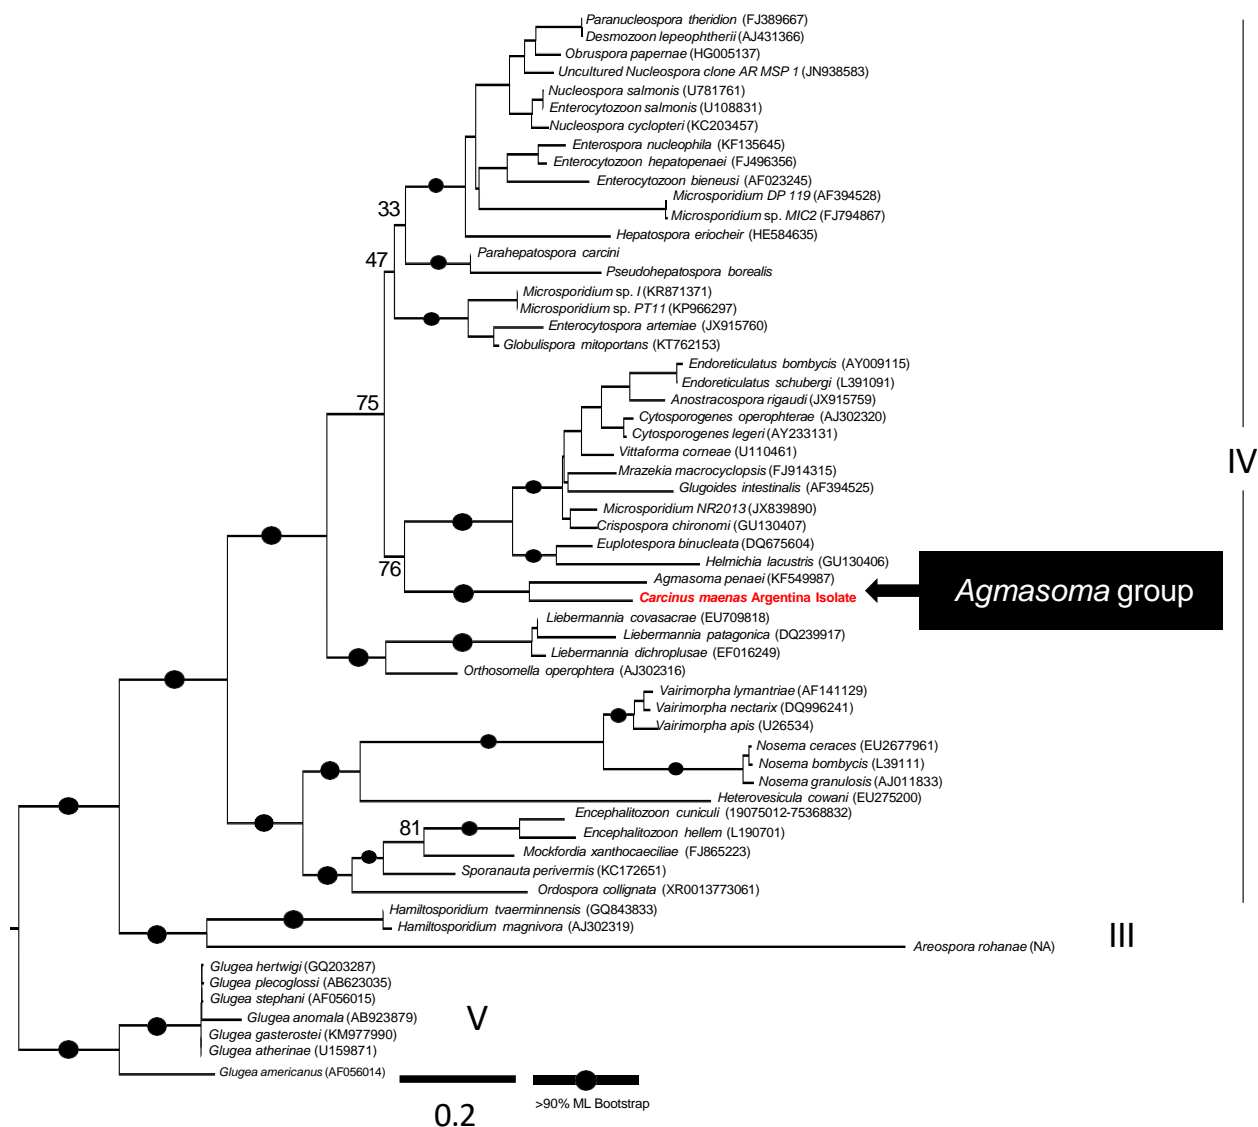 Paranucleospora theridion (FJ389667)
Desmozoon lepeophtherii (AJ431366)
Obruspora papernae (HG005137)
Uncultured Nucleospora clone AR MSP 1 (JN938583)
Nucleospora salmonis (U781761)
Enterocytozoon salmonis (U108831)
Nucleospora cyclopteri (KC203457)
Enterospora nucleophila (KF135645)
Enterocytozoon hepatopenaei (FJ496356)
Enterocytozoon bieneusi (AF023245)
Microsporidium DP 119 (AF394528)
33
Microsporidium sp. MIC2 (FJ794867)
Hepatospora eriocheir (HE584635)
Parahepatospora carcini
47
Pseudohepatospora borealis
Microsporidium sp. I (KR871371)
Microsporidium sp. PT11 (KP966297)
Enterocytospora artemiae (JX915760)
Globulispora mitoportans (KT762153)
Endoreticulatus bombycis (AY009115)
Endoreticulatus schubergi (L391091)
Anostracospora rigaudi (JX915759)
75
Cytosporogenes operophterae (AJ302320)
Cytosporogenes legeri (AY233131)
Vittaforma corneae (U110461)
IV
Mrazekia macrocyclopsis (FJ914315)
Glugoides intestinalis (AF394525)
Microsporidium NR2013 (JX839890)
Crispospora chironomi (GU130407)
Euplotespora binucleata (DQ675604)
Helmichia lacustris (GU130406)
76
Agmasoma penaei (KF549987)
Agmasoma group
Carcinus maenas Argentina Isolate
Liebermannia covasacrae (EU709818)
Liebermannia patagonica (DQ239917)
Liebermannia dichroplusae (EF016249)
Orthosomella operophtera (AJ302316)
Vairimorpha lymantriae (AF141129)
Vairimorpha nectarix (DQ996241)
Vairimorpha apis (U26534)
Nosema ceraces (EU2677961)
Nosema bombycis (L39111)
Nosema granulosis (AJ011833)
Heterovesicula cowani (EU275200)
Encephalitozoon cuniculi (19075012-75368832)
81
Encephalitozoon hellem (L190701)
Mockfordia xanthocaeciliae (FJ865223)
Sporanauta perivermis (KC172651)
Ordospora collignata (XR0013773061)
Hamiltosporidium tvaerminnensis (GQ843833)
Hamiltosporidium magnivora (AJ302319)
III
Areospora rohanae (NA)
Glugea hertwigi (GQ203287)
Glugea plecoglossi (AB623035)
Glugea stephani (AF056015)
Glugea anomala (AB923879)
V
Glugea gasterostei (KM977990)
Glugea atherinae (U159871)
Glugea americanus (AF056014)
0.2
>90% ML Bootstrap